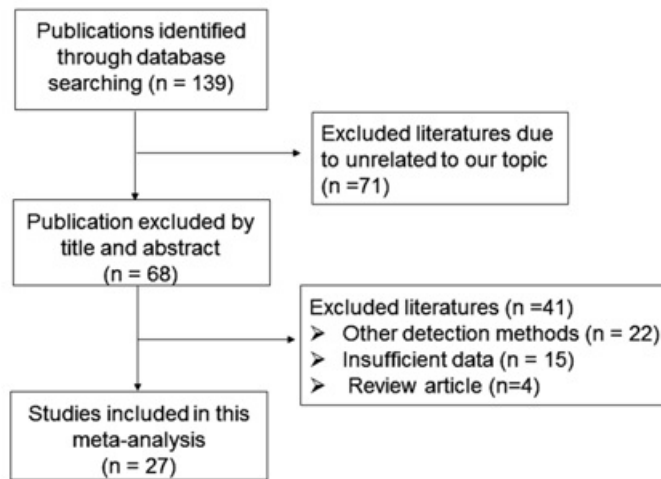 Publications identified
through database
searching (n = 139)
Excluded literatures due
to unrelated to our topic
(n =71)
Publication excluded by
title and abstract
(n = 68)
Excluded literatures (n =41)
➢ Other detection methods (n = 22)
➢ Insufficient data (n = 15)
➢ Review article (n=4)
Studies included in this
meta-analysis
(n = 27)